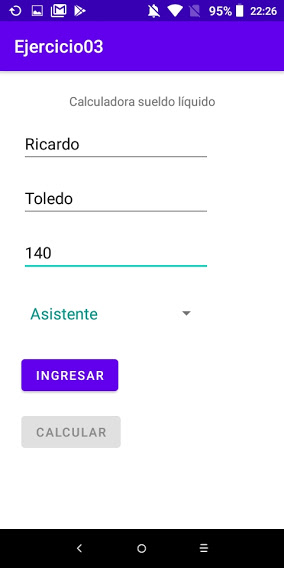 95% 22:26
Ejercicio03
Calculadora sueldo líquido
Ricardo
Toledo
140
Asistente
INGRESAR
CALCULAR